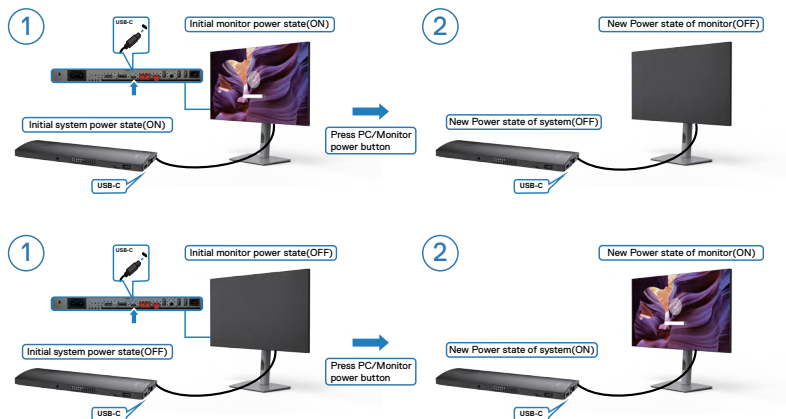 1
USB-C
Initial monitor power state(ON)
2
New Power state of monitor(OFF)
Initial system power state(ON)
Press PC/Monitor
power button
New Power state of system(OFF)
USB-C
USB-C
1
USB-C
Initial monitor power state(OFF)
2
New Power state of monitor(ON)
Initial system power state(OFF)
Press PC/Monitor
power button
New Power state of system(ON)
USB-C
USB-C